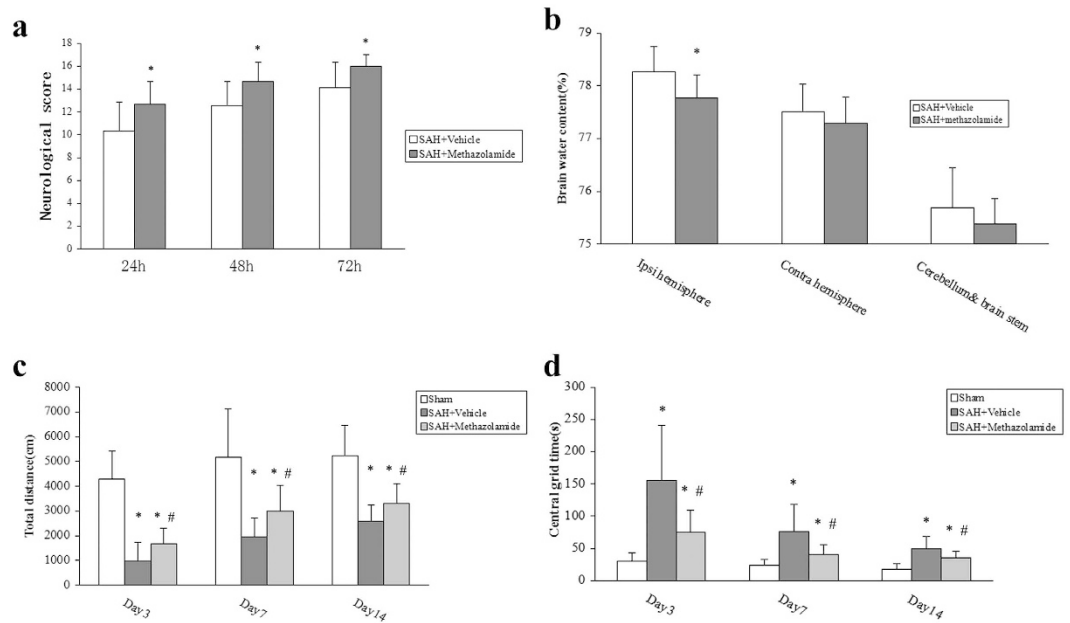 a
Neurological score
18
16
14
12
10
8
6
4
2
0
* * *
24h 48h 72h
SAH+Vehicle
SAH+Methazolamide
b
Brain water content(%)
79
78
77
76
75
*
Ipsi hemisphere
Contra hemisphere
Cerebellum& brain stem
SAH+Vehicle
SAH+methazolamide
c
Total distance(cm)
8000
7000
6000
5000
4000
3000
2000
1000
0
* * # * * # * * #
Day3 Day7 Day14
Sham
SAH+Vehicle
SAH+Methazolamide
d
Central grid time(s)
300
250
200
150
100
50
0
* * # * * # * * #
Day3 Day7 Day14
Sham
SAH+Vehicle
SAH+Methazolamide